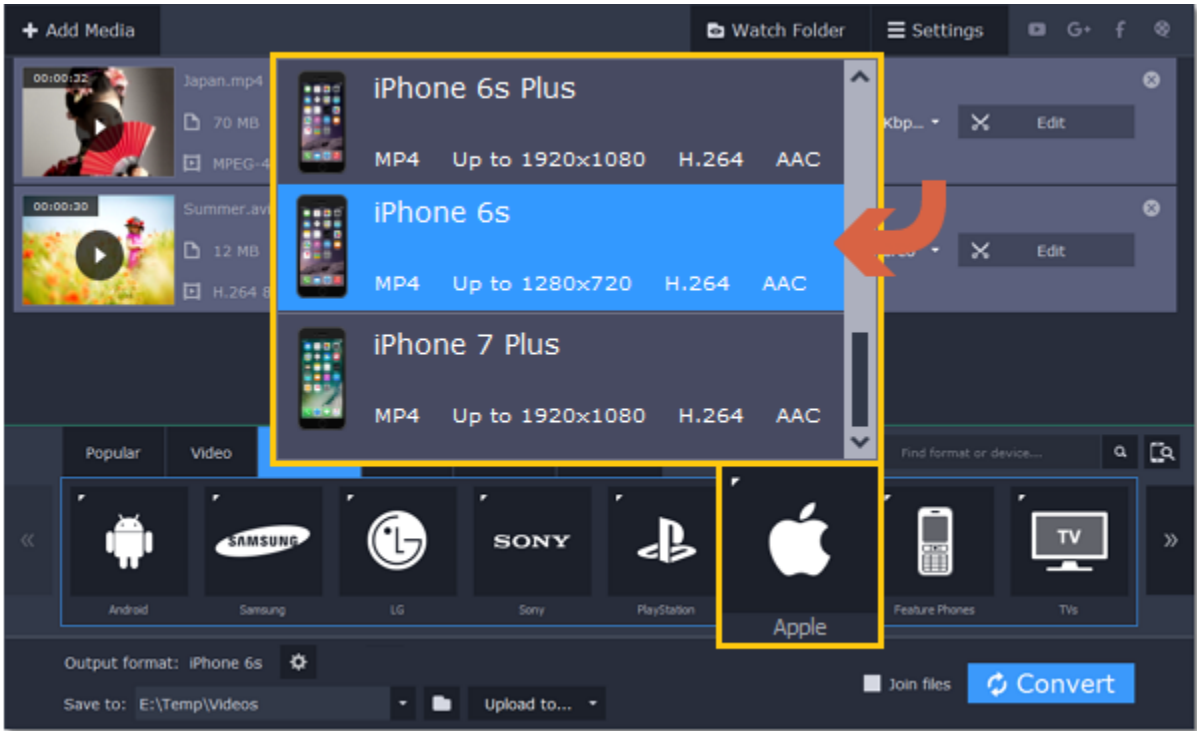 Add Media
Watch Folder
Settings
G+
f
00:00:32
Japan.mp4
70 MB
MPEG-4
Kbp...
Edit
00:00:30
Summer.avi
12 MB
H.264
Edit
iPhone 6s Plus
MP4 Up to 1920x1080 H.264 AAC
iPhone 6s
MP4 Up to 1280x720 H.264 AAC
iPhone 7 Plus
MP4 Up to 1920x1080 H.264 AAC
Popular
Video
Find format or device...
SAMSUNG
LG
SONY
TV
Android
Samsung
LG
Sony
PlayStation
Apple
Feature Phones
TVs
Output format: iPhone 6s
Save to: E:\Temp\Videos
Upload to...
Join files
Convert